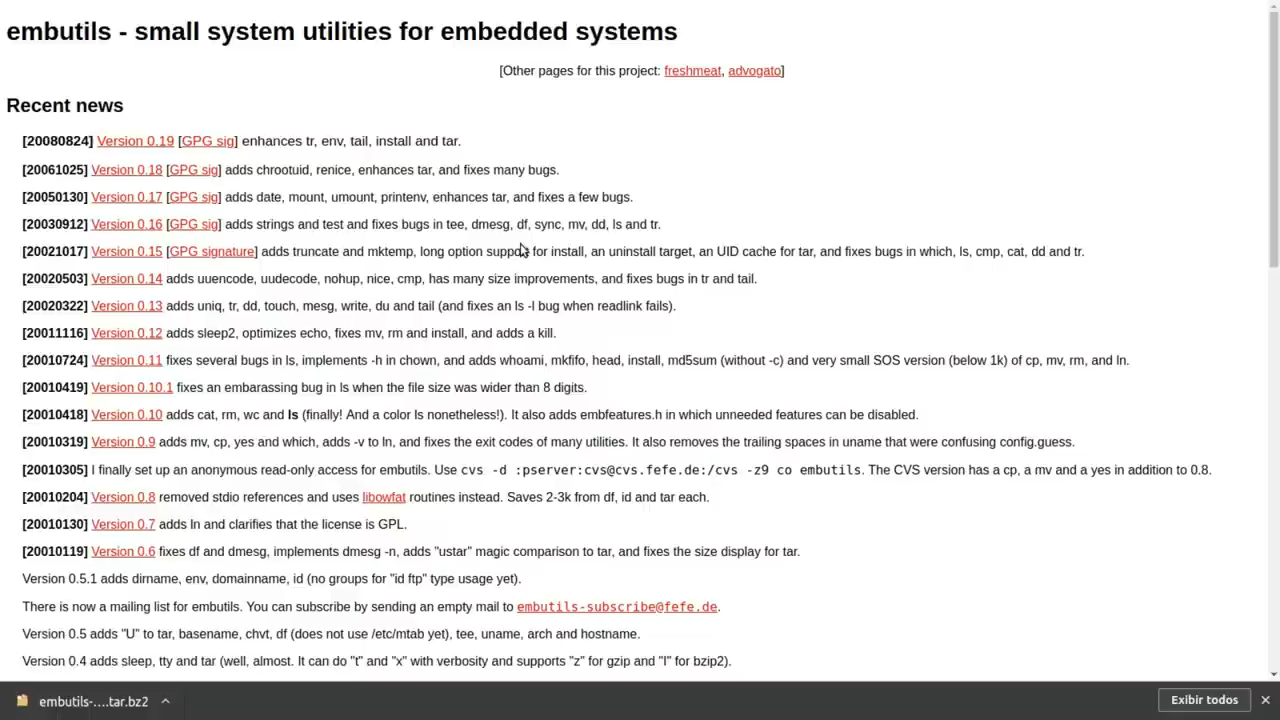 embutils - small system utilities for embedded systems
[Other pages for this project: freshmeat, advogato]
Recent news
[20080824] Version 0.19 [GPG sig] enhances tr, env, tail, install and tar.
[20061025] Version 0.18 [GPG sig] adds chrootuid, renice, enhances tar, and fixes many bugs.
[20050130] Version 0.17 [GPG sig] adds date, mount, umount, printenv, enhances tar, and fixes a few bugs.
[20030912] Version 0.16 [GPG sig] adds strings and test and fixes bugs in tee, dmesg, df, sync, mv, dd, ls and tr.
[20021017] Version 0.15 [GPG signature] adds truncate and mktemp, long option support for install, an uninstall target, an UID cache for tar, and fixes bugs in which, ls, cmp, cat, dd and tr.
[20020503] Version 0.14 adds uuencode, uudecode, nohup, nice, cmp, has many size improvements, and fixes bugs in tr and tail.
[20020322] Version 0.13 adds uniq, tr, dd, touch, mesg, write, du and tail (and fixes an ls -l bug when readlink fails).
[20011116] Version 0.12 adds sleep2, optimizes echo, fixes mv, rm and install, and adds a kill.
[20010724] Version 0.11 fixes several bugs in ls, implements -h in chown, and adds whoami, mkfifo, head, install, md5sum (without -c) and very small SOS version (below 1k) of cp, mv, rm, and ln.
[20010419] Version 0.10.1 fixes an embarassing bug in ls when the file size was wider than 8 digits.
[20010418] Version 0.10 adds cat, rm, wc and ls (finally! And a color ls nonetheless!). It also adds embfeatures.h in which unneeded features can be disabled.
[20010319] Version 0.9 adds mv, cp, yes and which, adds -v to ln, and fixes the exit codes of many utilities. It also removes the trailing spaces in uname that were confusing config.guess.
[20010305] I finally set up an anonymous read-only access for embutils. Use cvs -d :pserver:cvs@cvs.fefe.de:/cvs -z9 co embutils. The CVS version has a cp, a mv and a yes in addition to 0.8.
[20010204] Version 0.8 removed stdio references and uses libowfat routines instead. Saves 2-3k from df, id and tar each.
[20010130] Version 0.7 adds ln and clarifies that the license is GPL.
[20010119] Version 0.6 fixes df and dmesg, implements dmesg -n, adds "ustar" magic comparison to tar, and fixes the size display for tar.
Version 0.5.1 adds dirname, env, domainname, id (no groups for "id ftp" type usage yet).
There is now a mailing list for embutils. You can subscribe by sending an empty mail to embutils-subscribe@fefe.de.
Version 0.5 adds "U" to tar, basename, chvt, df (does not use /etc/mtab yet), tee, uname, arch and hostname.
Version 0.4 adds sleep, tty and tar (well, almost. It can do "t" and "x" with verbosity and supports "z" for gzip and "I" for bzip2).
embutils-....tar.bz2
Exibir todos